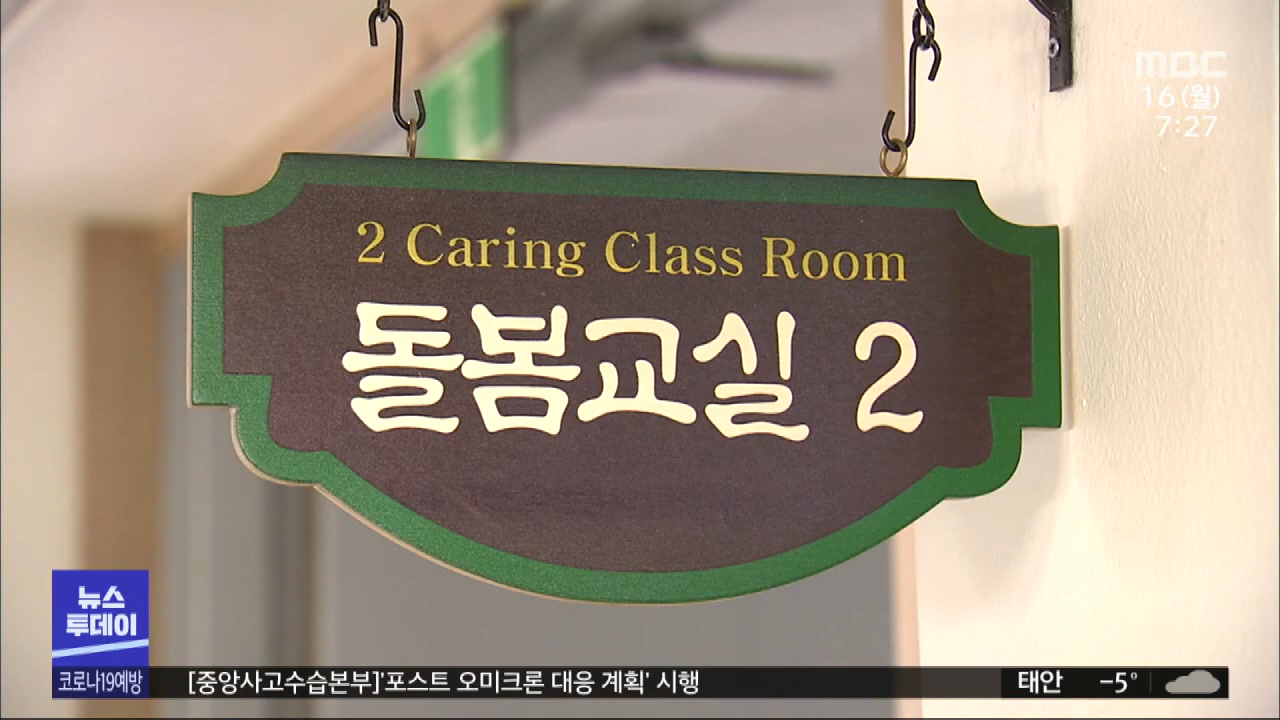 MBC
16 (월)
7:27
2 Caring Class Room
돌봄교실 2
뉴스
투데이
코로나19예방
[중앙사고수습본부]'포스트 오미크론 대응 계획' 시행
태안 -5°